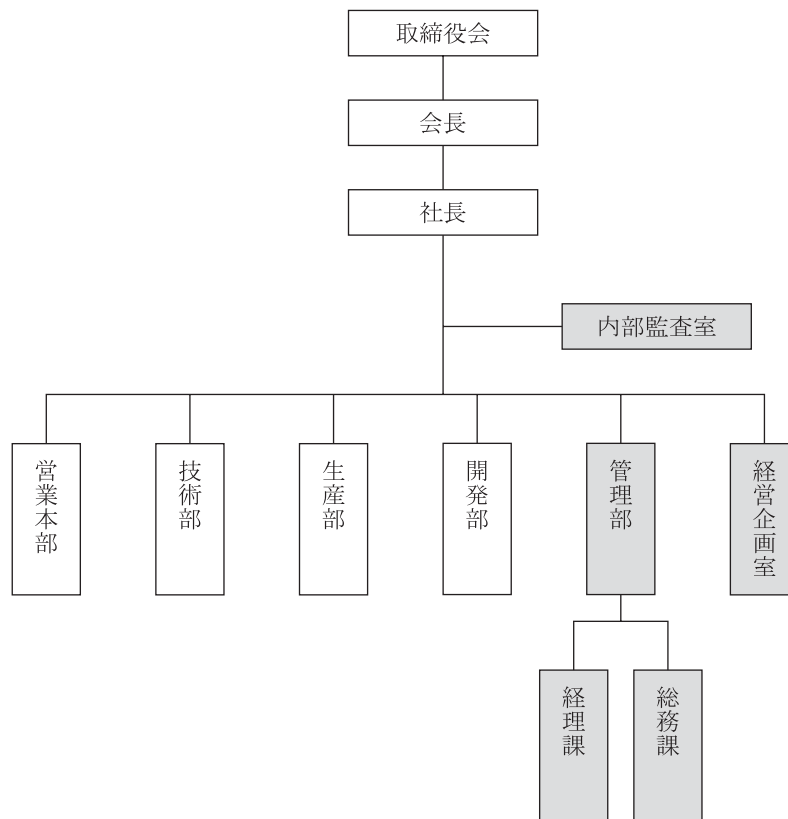 取締役会
会長
社長
内部監査室
営業本部
技術部
生産部
開発部
管理部
経営企画室
経理課
総務課